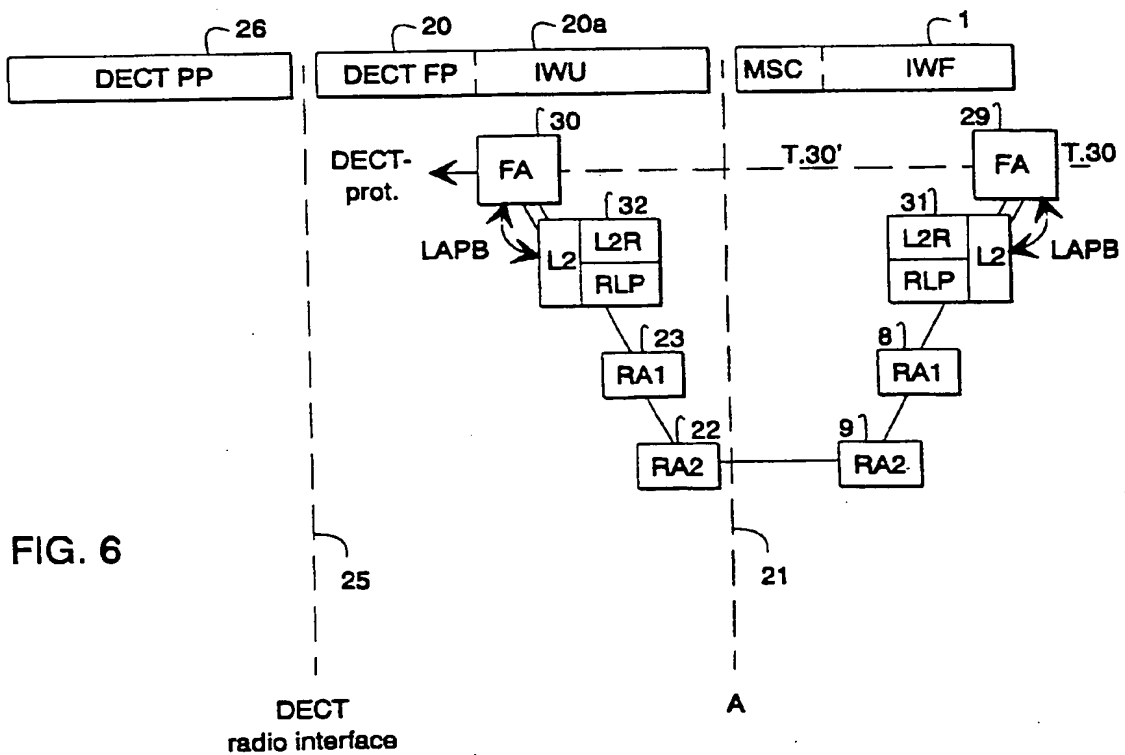 26 20 20a 1
DECT PP DECT FP IWU MSC IWF
30 29
DECT-
prot. FA T.30' FA T.30
32 31
LAPB L2 L2R L2R L2 LAPB
RLP RLP
23 8
RA1 RA1
22 9
RA2 RA2
FIG. 6
25 21
DECT
radio interface
A